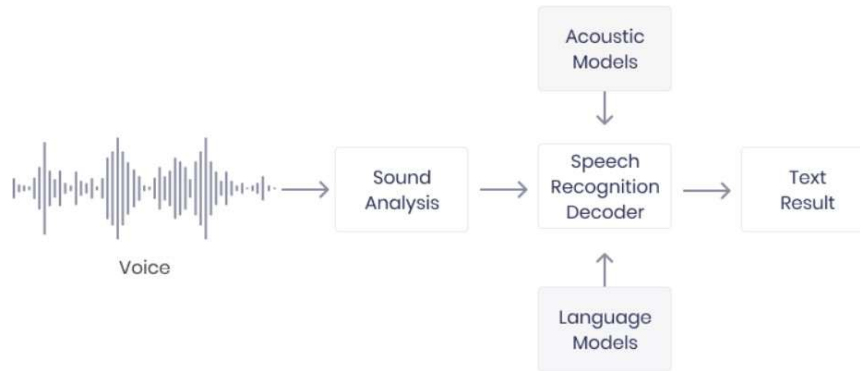 Acoustic
Models
Voice
Sound
Analysis
Speech
Recognition
Decoder
Text
Result
Language
Models